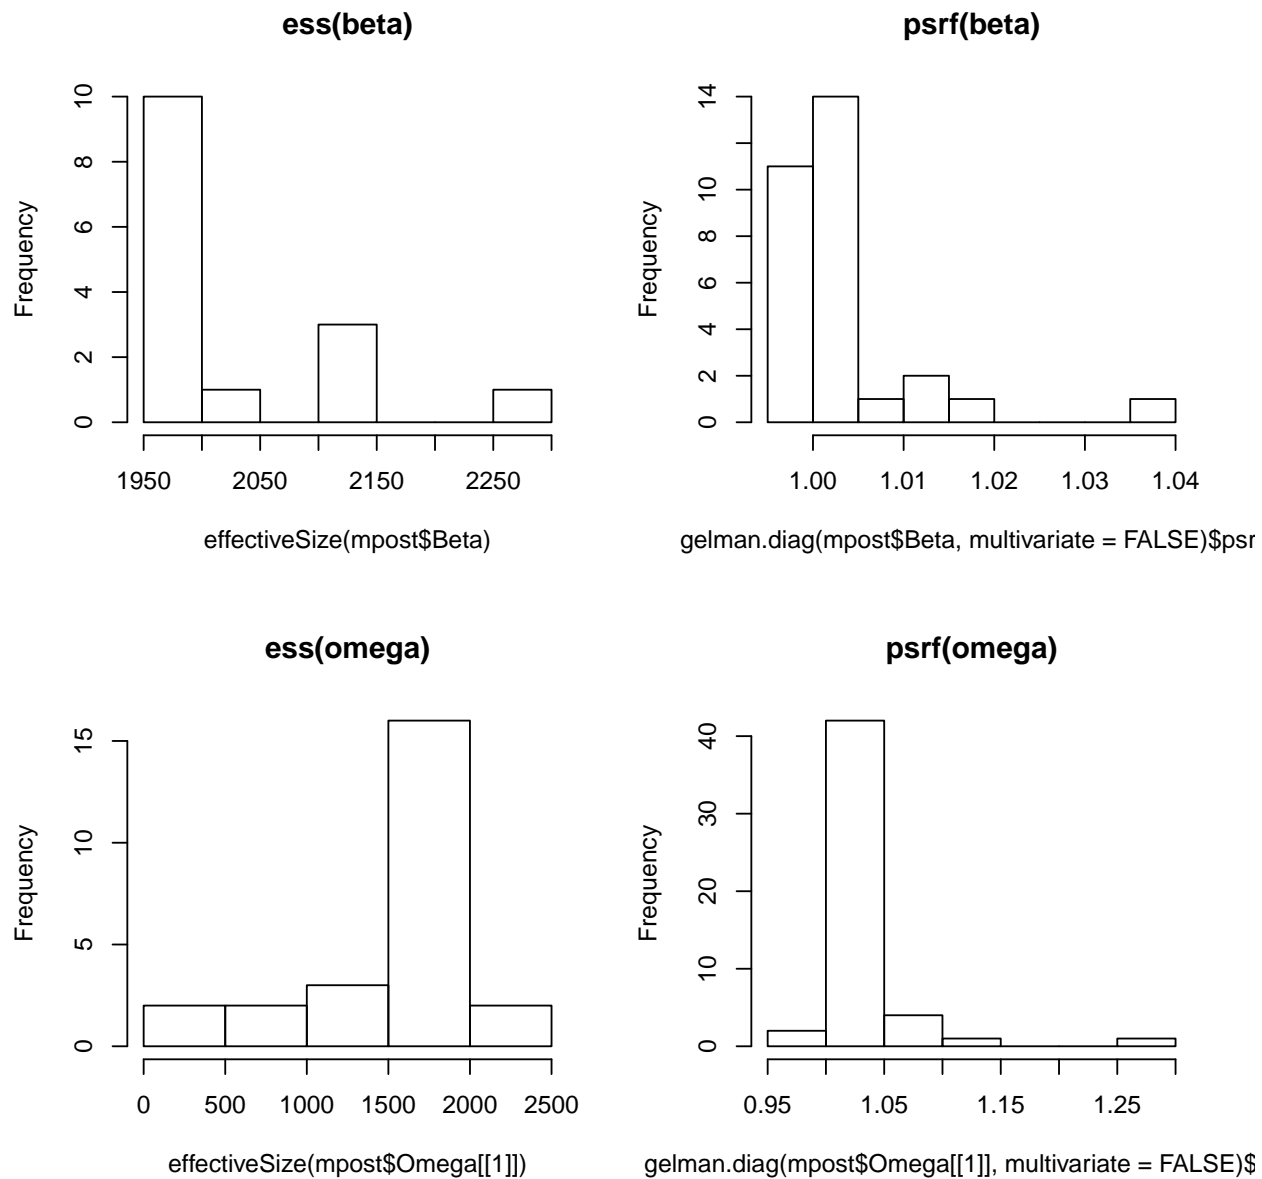 ess(beta)
Frequency
0 2 4 6 8 10
1950 2050 2150 2250
effectiveSize(mpost$Beta)
psrf(beta)
Frequency
0 2 4 6 8 10 14
1.00 1.01 1.02 1.03 1.04
gelman.diag(mpost$Beta, multivariate = FALSE)$psr
ess(omega)
Frequency
0 5 10 15
0 500 1000 1500 2000 2500
effectiveSize(mpost$Omega[[1]])
psrf(omega)
Frequency
0 10 20 30 40
0.95 1.05 1.15 1.25
gelman.diag(mpost$Omega[[1]], multivariate = FALSE)$